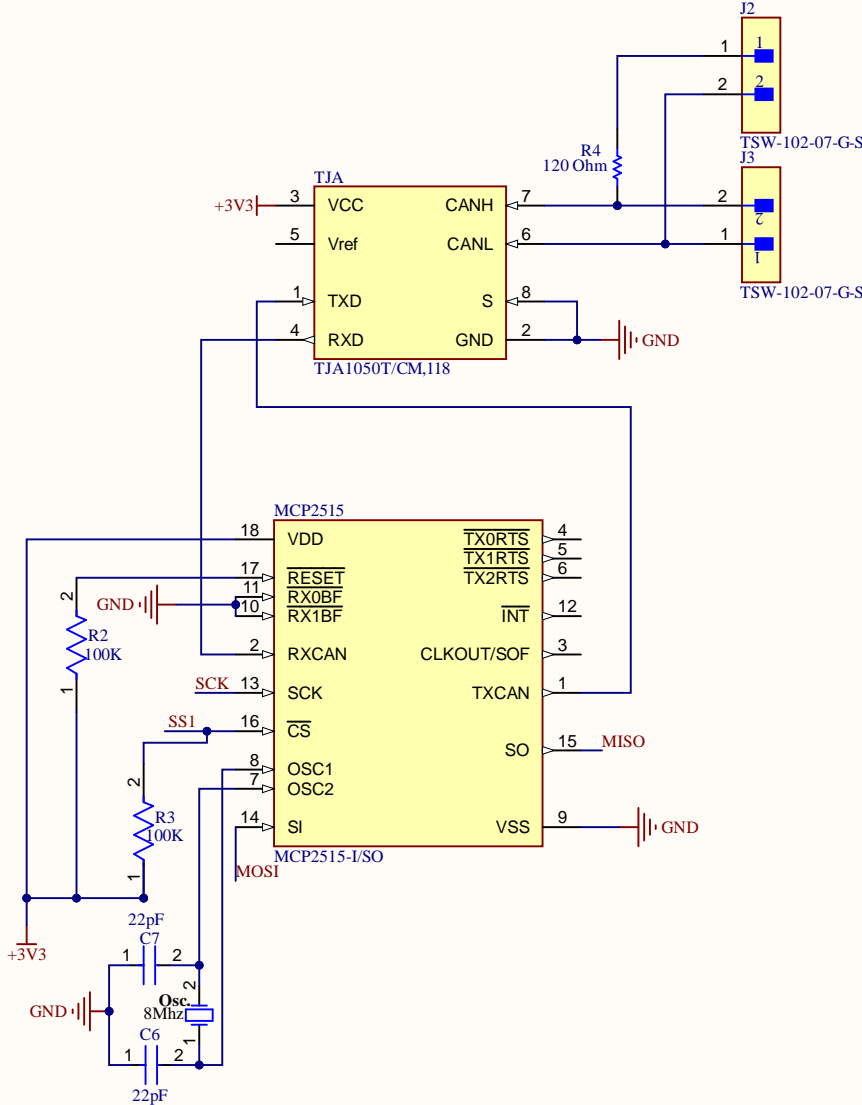 J2
1 1
2 2
TSW-102-07-G-S
R4
120 Ohm
J3
2 2
1 1
TSW-102-07-G-S
TJA
+3V3 3 VCC CANH 7
5 Vref CANL 6
1 TXD S 8
4 RXD GND 2 GND
TJA1050T/CM,118
MCP2515
18 VDD TX0RTS 4
TX1RTS 5
17 RESET TX2RTS 6
GND 11 RX0BF
10 RX1BF INT 12
2 R2 100K 1
2 RXCAN CLKOUT/SOF 3
SCK 13 SCK TXCAN 1
SS1 16 CS
SO 15 MISO
8 OSC1
7 OSC2
2 R3 100K 1
14 SI VSS 9 GND
MOSI
MCP2515-I/SO
+3V3
22pF
C7
1 2
GND
2
Osc.
8Mhz
1
C6
1 2
22pF